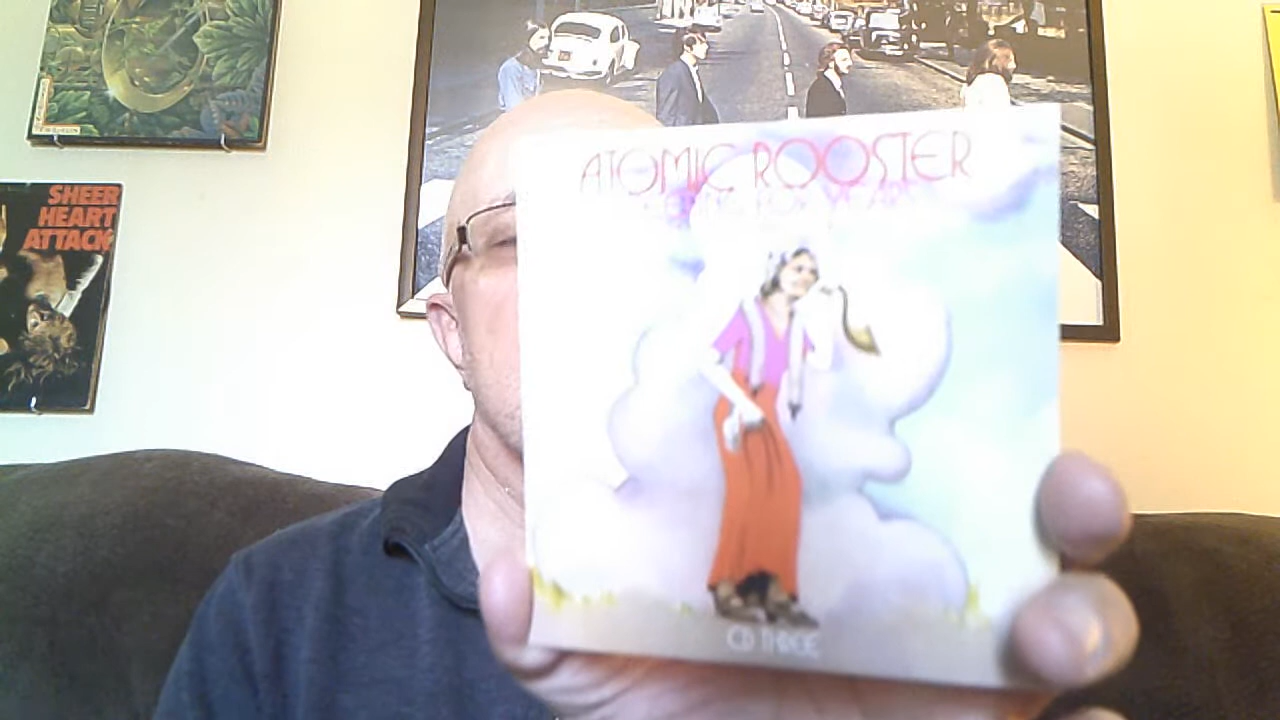 SHEER
HEART
ATTACK
ATOMIC ROOSTER
CD THREE